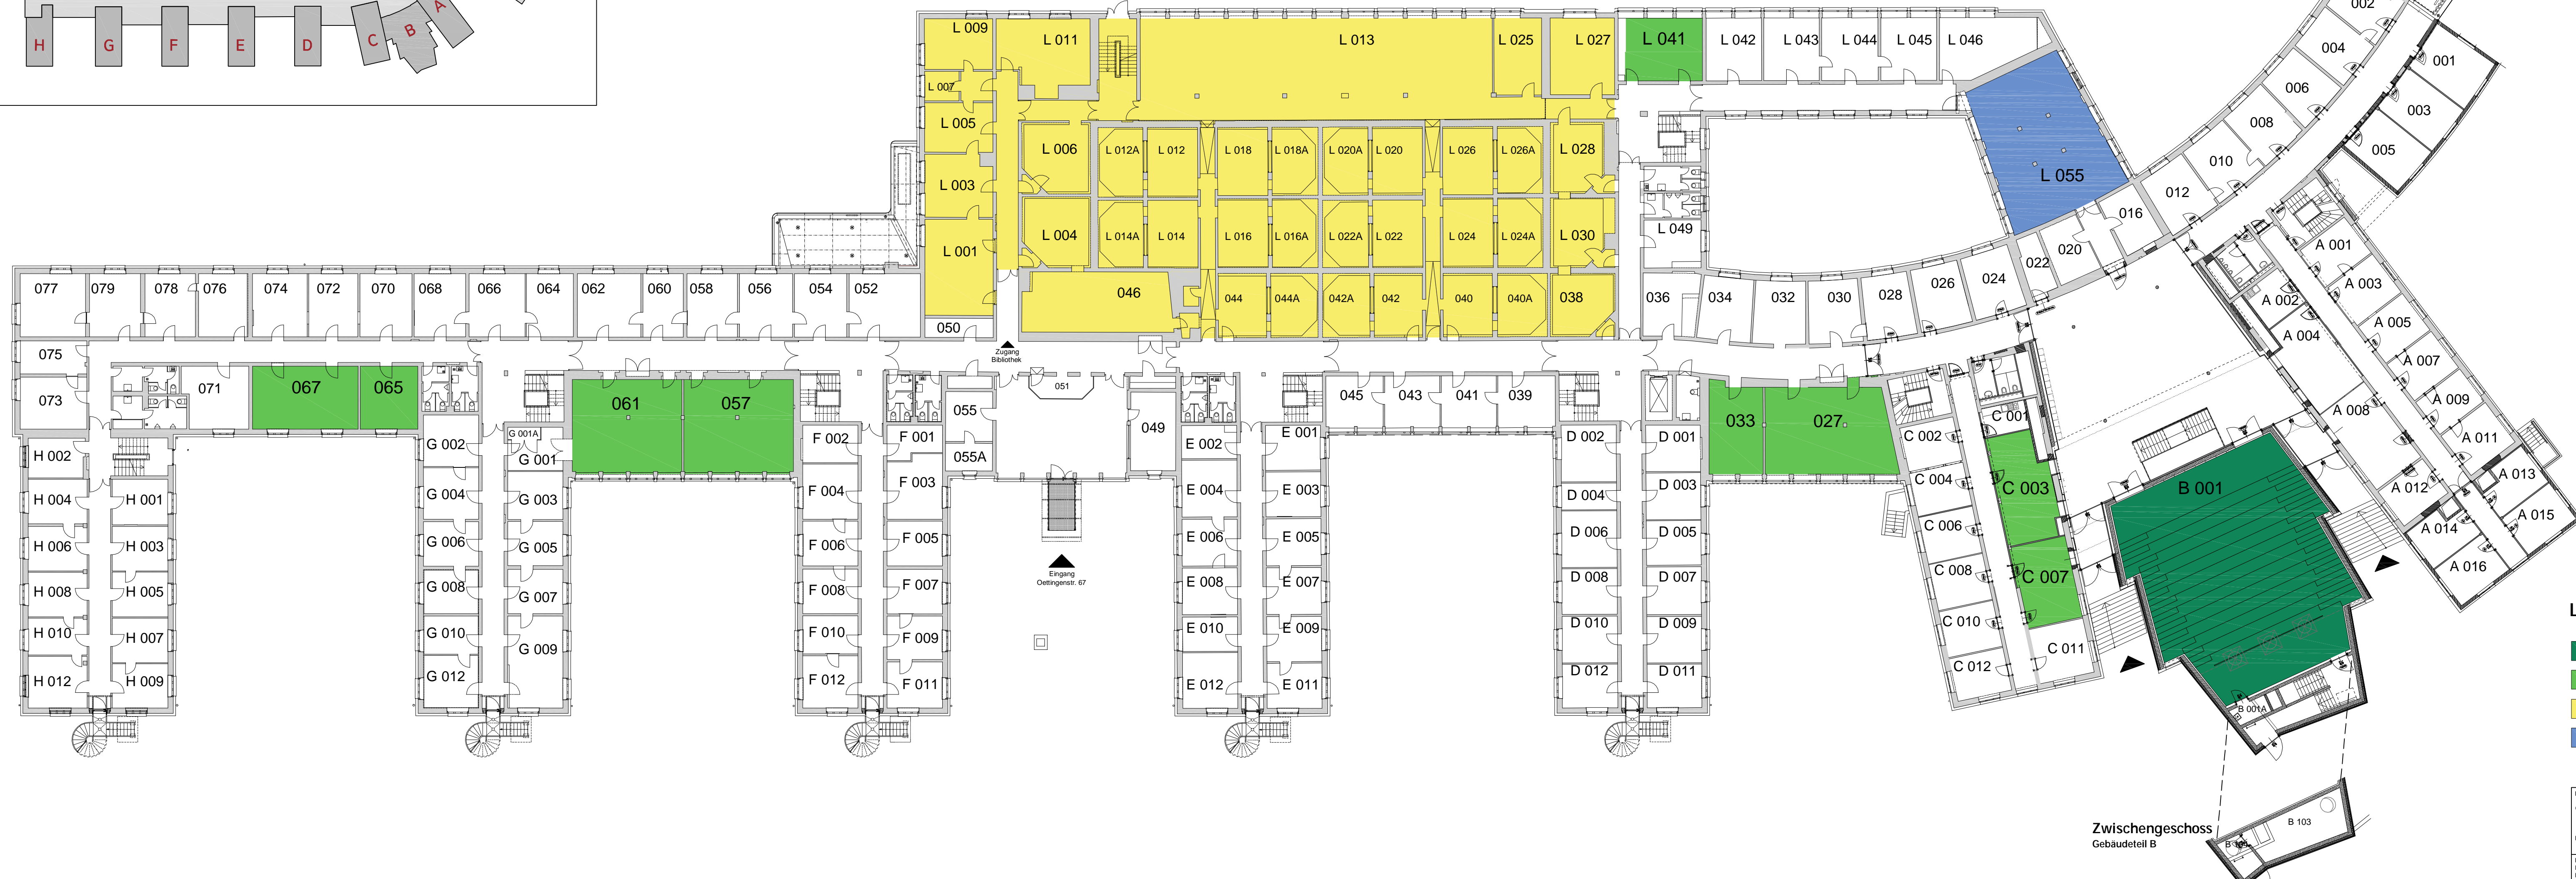 H G F E D C B A
L 009 L 011 L 013 L 025 L 027 L 041 L 042 L 043 L 044 L 045 L 046
002
004
006
008
010
012
001
003
005
L 007
L 005
L 003
L 001
L 006 L 012A L 012 L 018 L 018A L 020A L 020 L 026 L 026A L 028
L 004 L 014A L 014 L 016 L 016A L 022A L 022 L 024 L 024A L 030
046 044 044A 042A 042 040 040A 038
L 049
L 055
077 079 078 076 074 072 070 068 066 064 062 060 058 056 054 052
050
036 034 032 030 028 026 024 022 020 016
Zugang
Bibliothek
075
073
071 067 065 061 057
055
055A
051
049
045 043 041 039
033 027
H 002
H 004 H 001
H 006 H 003
H 008 H 005
H 010 H 007
H 012 H 009
G 001A
G 002 G 001
G 004 G 003
G 006 G 005
G 008 G 007
G 010 G 009
G 012
F 002 F 001
F 004 F 003
F 006 F 005
F 008 F 007
F 010 F 009
F 012 F 011
Eingang
Oettingenstr. 67
E 002 E 001
E 004 E 003
E 006 E 005
E 008 E 007
E 010 E 009
E 012 E 011
D 002 D 001
D 004 D 003
D 006 D 005
D 008 D 007
D 010 D 009
D 012 D 011
C 001
C 002
C 004 C 003
C 006
C 008 C 007
C 010
C 012 C 011
A 001
A 002 A 003
A 004 A 005
A 007
A 008 A 009
A 011
A 012 A 013
A 014 A 015
A 016
B 001
B 001A
Zwischengeschoss
Gebäudeteil B
B 103
L